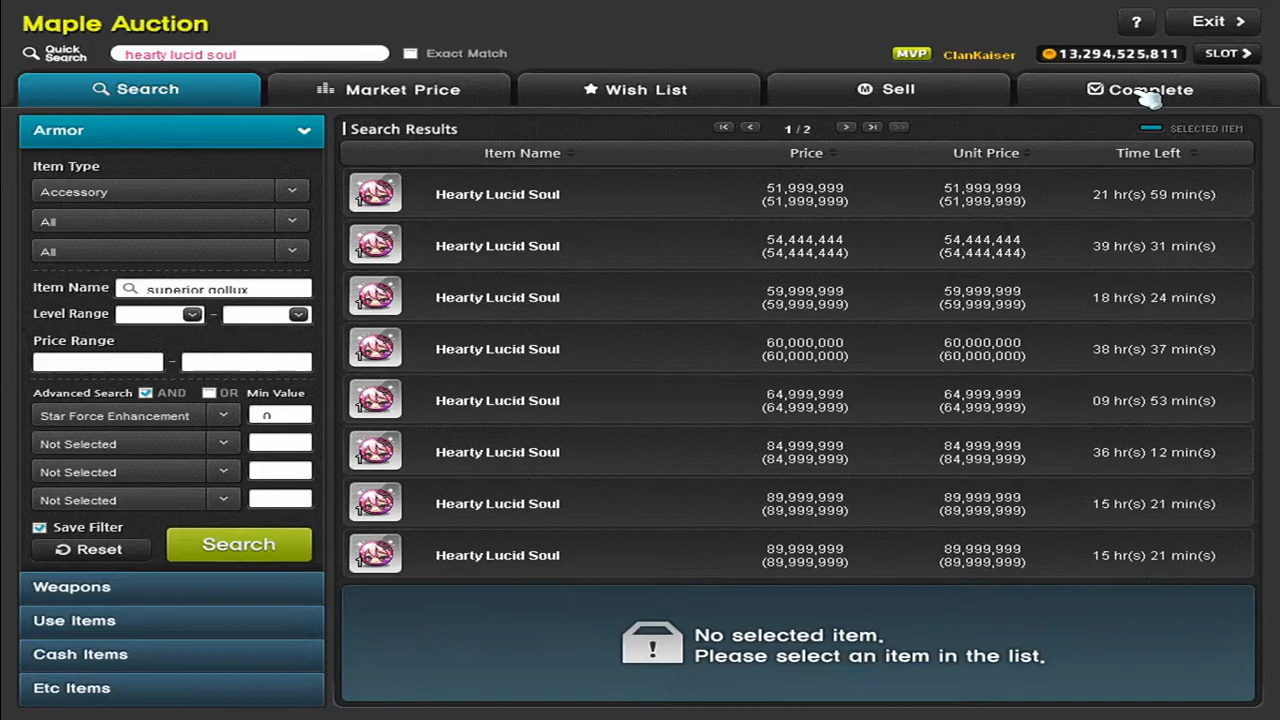 Maple Auction
?
Exit >
Quick Search
hearty lucid soul
Exact Match
MVP
ClanKaiser
13,294,525,811
SLOT >
Search
Market Price
Wish List
Sell
Complete
Armor
Item Type
Accessory
All
All
Item Name
superior gollux
Level Range
-
Price Range
-
Advanced Search AND OR Min Value
Star Force Enhancement 0
Not Selected
Not Selected
Not Selected
Save Filter
Reset
Search
Weapons
Use Items
Cash Items
Etc Items
Search Results
1 / 2
SELECTED ITEM
Item Name Price Unit Price Time Left
1 Hearty Lucid Soul 51,999,999 51,999,999 21 hr(s) 59 min(s)
(51,999,999) (51,999,999)
1 Hearty Lucid Soul 54,444,444 54,444,444 39 hr(s) 31 min(s)
(54,444,444) (54,444,444)
1 Hearty Lucid Soul 59,999,999 59,999,999 18 hr(s) 24 min(s)
(59,999,999) (59,999,999)
1 Hearty Lucid Soul 60,000,000 60,000,000 38 hr(s) 37 min(s)
(60,000,000) (60,000,000)
1 Hearty Lucid Soul 64,999,999 64,999,999 09 hr(s) 53 min(s)
(64,999,999) (64,999,999)
1 Hearty Lucid Soul 84,999,999 84,999,999 36 hr(s) 12 min(s)
(84,999,999) (84,999,999)
1 Hearty Lucid Soul 89,999,999 89,999,999 15 hr(s) 21 min(s)
(89,999,999) (89,999,999)
1 Hearty Lucid Soul 89,999,999 89,999,999 15 hr(s) 21 min(s)
(89,999,999) (89,999,999)
No selected item.
Please select an item in the list.